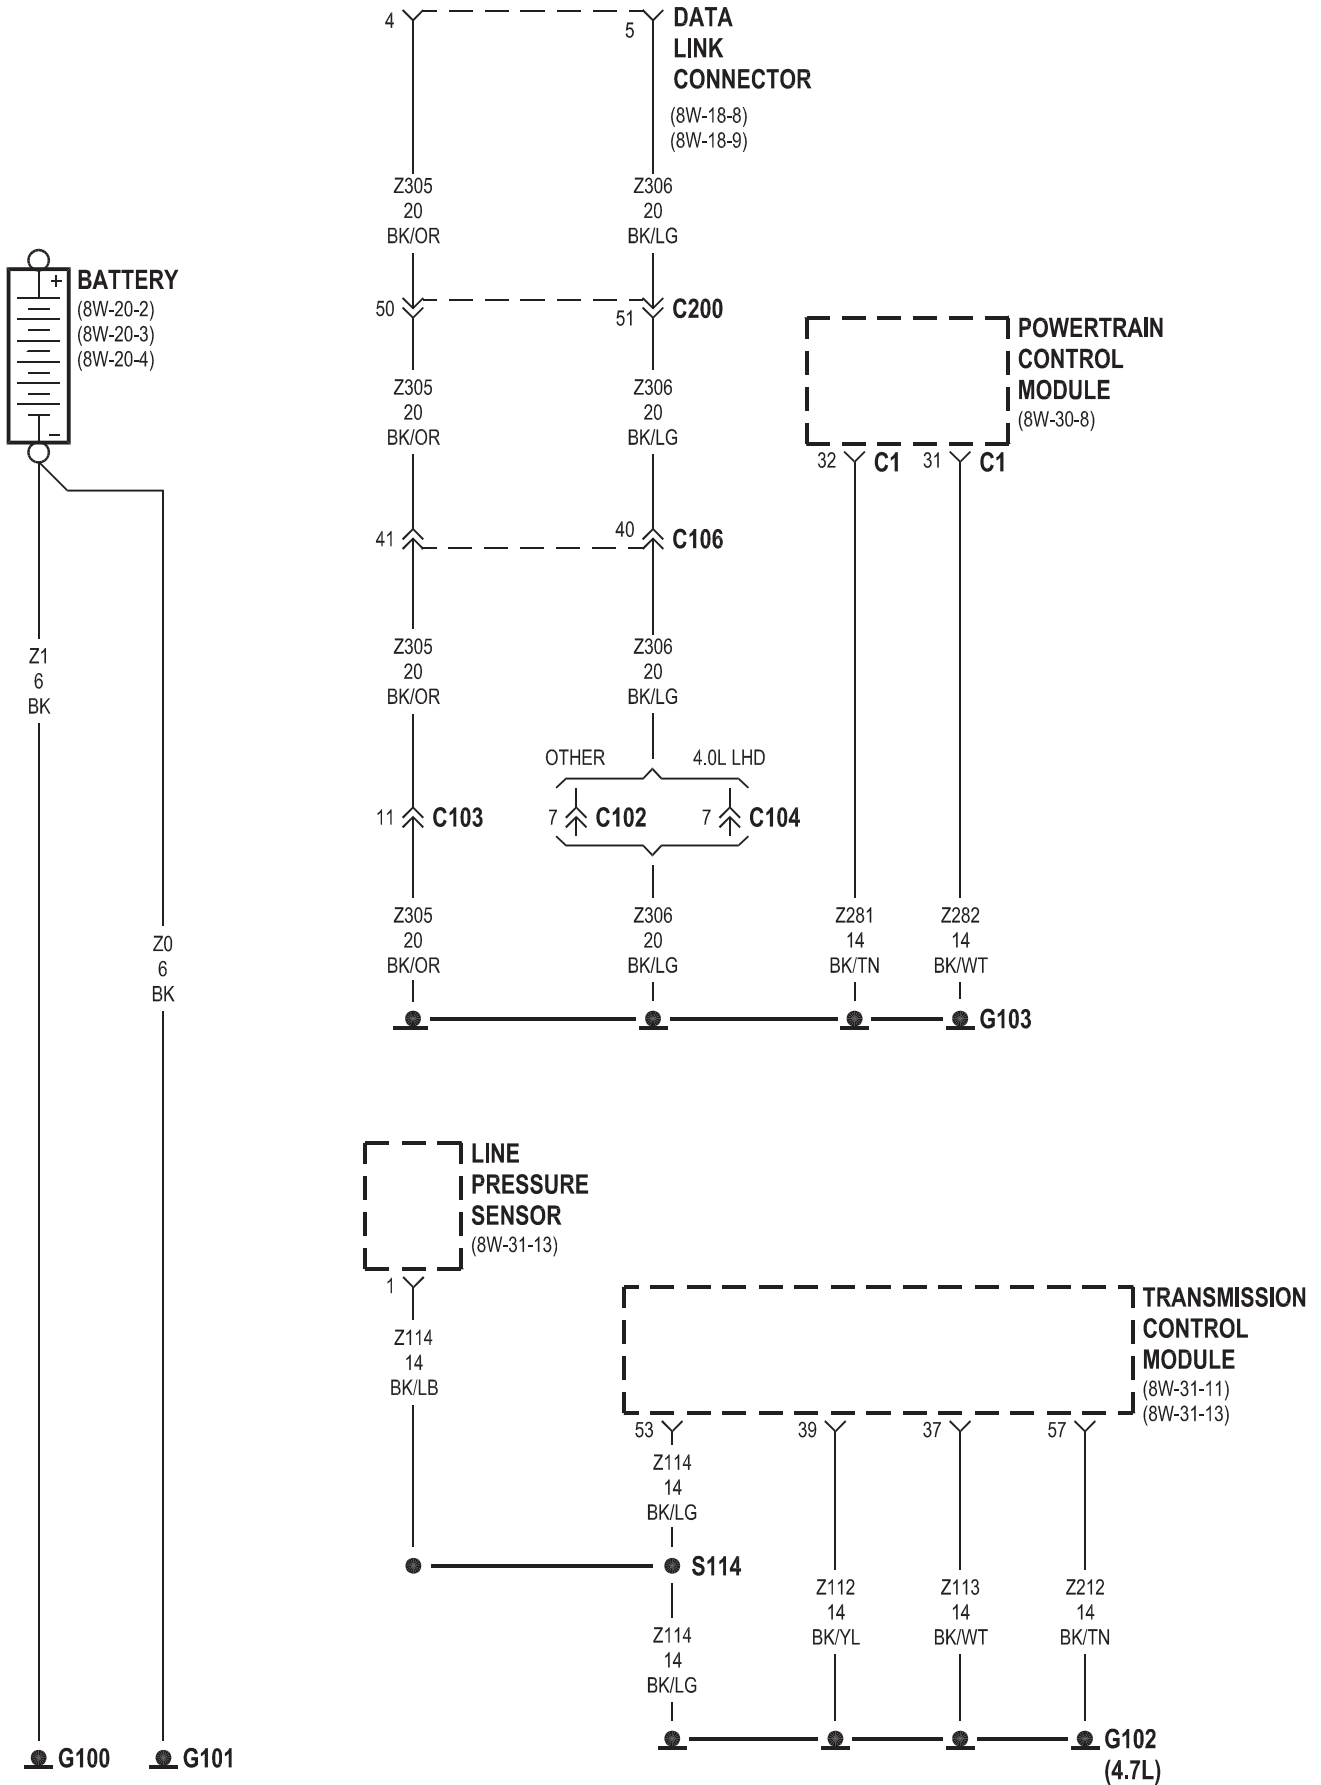 4
5
DATA
LINK
CONNECTOR
(8W-18-8)
(8W-18-9)
Z305
20
BK/OR
Z306
20
BK/LG
+
BATTERY
(8W-20-2)
(8W-20-3)
(8W-20-4)
–
50
51
C200
POWERTRAIN
CONTROL
MODULE
(8W-30-8)
Z305
20
BK/OR
Z306
20
BK/LG
32
C1
31
C1
41
40
C106
Z1
6
BK
Z305
20
BK/OR
Z306
20
BK/LG
OTHER
4.0L LHD
11
C103
7
C102
7
C104
Z0
6
BK
Z305
20
BK/OR
Z306
20
BK/LG
Z281
14
BK/TN
Z282
14
BK/WT
G103
LINE
PRESSURE
SENSOR
(8W-31-13)
1
Z114
14
BK/LB
TRANSMISSION
CONTROL
MODULE
(8W-31-11)
(8W-31-13)
53
39
37
57
Z114
14
BK/LG
S114
Z114
14
BK/LG
Z112
14
BK/YL
Z113
14
BK/WT
Z212
14
BK/TN
G100
G101
G102
(4.7L)